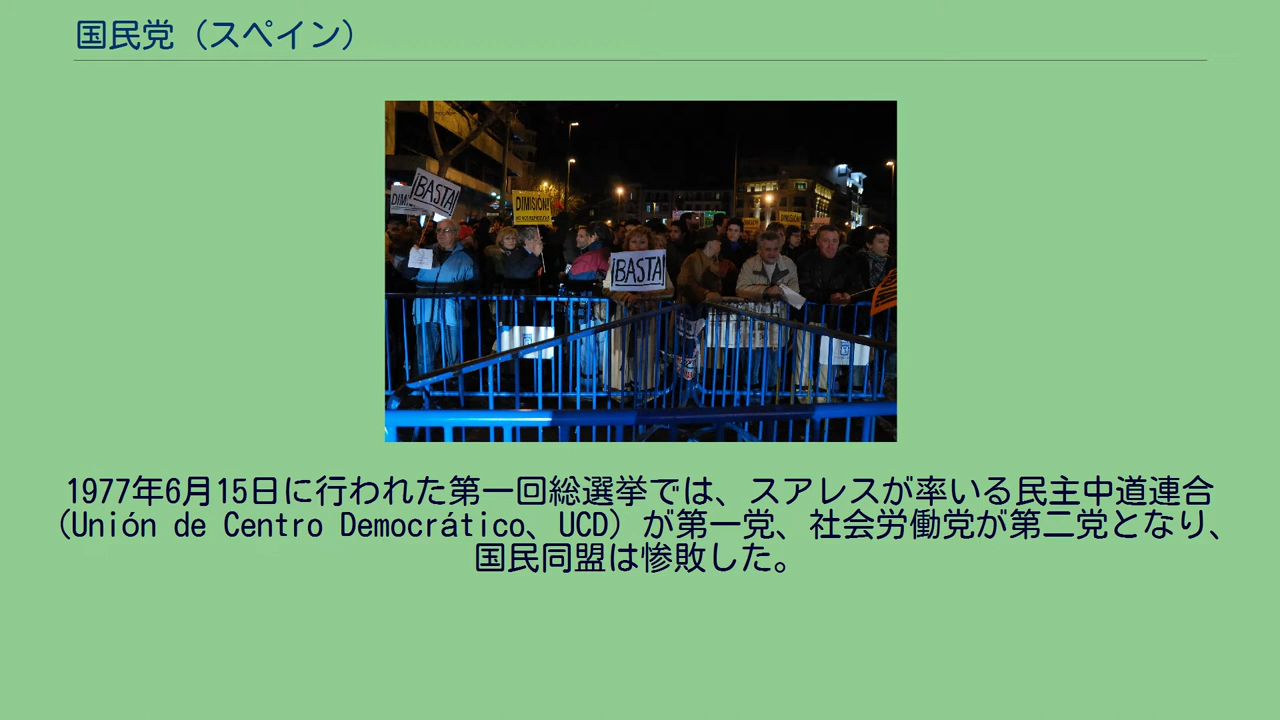 国民党（スペイン）
¡BASTA!
DIMISIÓN!
¡BASTA!
1977年6月15日に行われた第一回総選挙では、スアレスが率いる民主中道連合
(Unión de Centro Democrático、UCD) が第一党、社会労働党が第二党となり、
国民同盟は惨敗した。